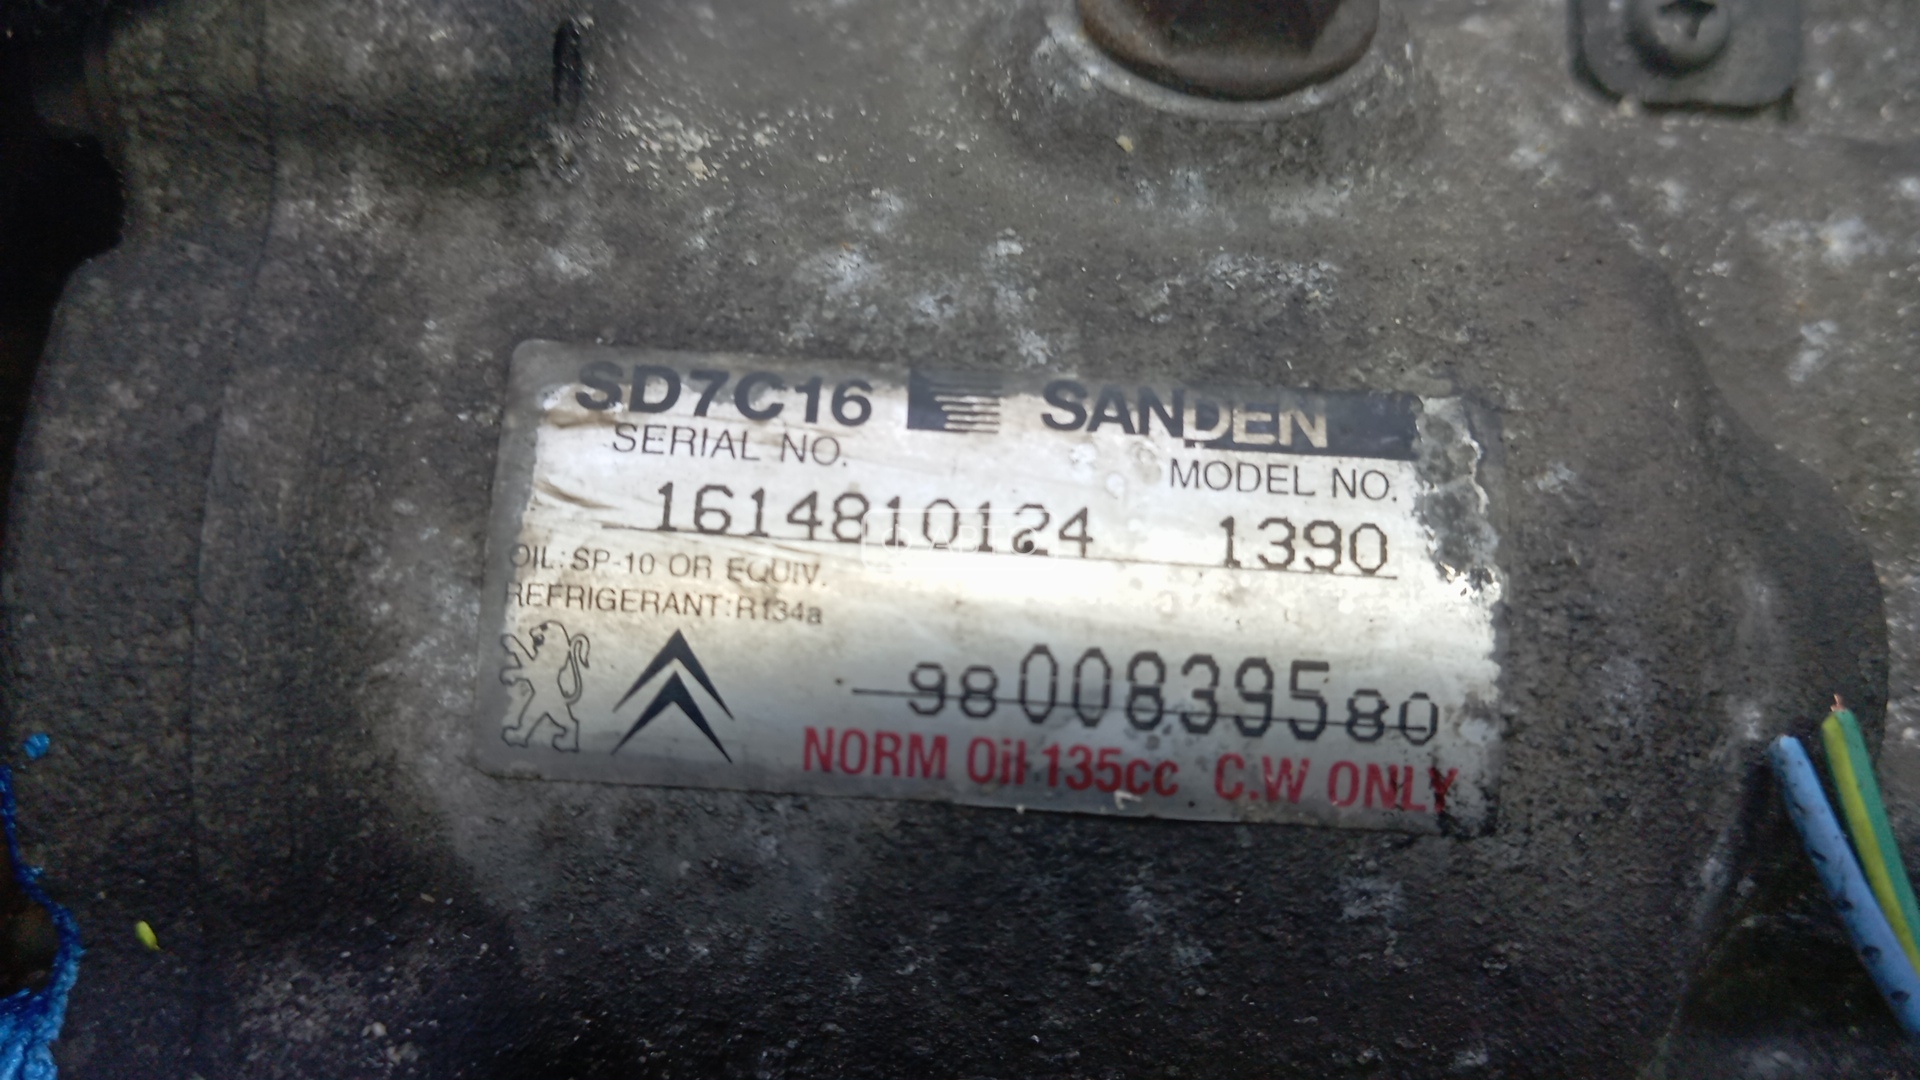 SD7C16 SANDEN
SERIAL NO. MODEL NO.
1614810124 1390
OIL: SP-10 OR EQUIV.
REFRIGERANT: R134a
9800839580
NORM Oil 135cc C.W ONLY